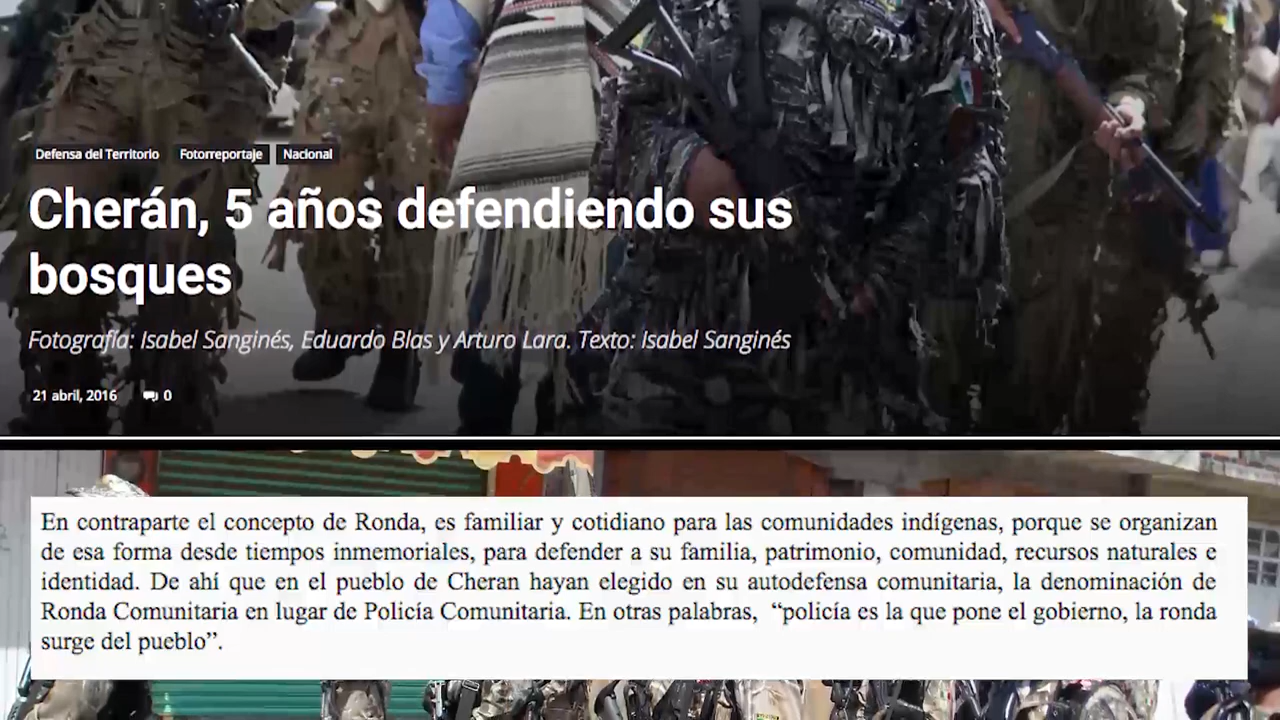 Defensa del Territorio Fotorreportaje Nacional
Cherán, 5 años defendiendo sus
bosques
Fotografía: Isabel Sanginés, Eduardo Blas y Arturo Lara. Texto: Isabel Sanginés
21 abril, 2016 0
En contraparte el concepto de Ronda, es familiar y cotidiano para las comunidades indígenas, porque se organizan
de esa forma desde tiempos inmemoriales, para defender a su familia, patrimonio, comunidad, recursos naturales e
identidad. De ahí que en el pueblo de Cheran hayan elegido en su autodefensa comunitaria, la denominación de
Ronda Comunitaria en lugar de Policía Comunitaria. En otras palabras, “policía es la que pone el gobierno, la ronda
surge del pueblo”.